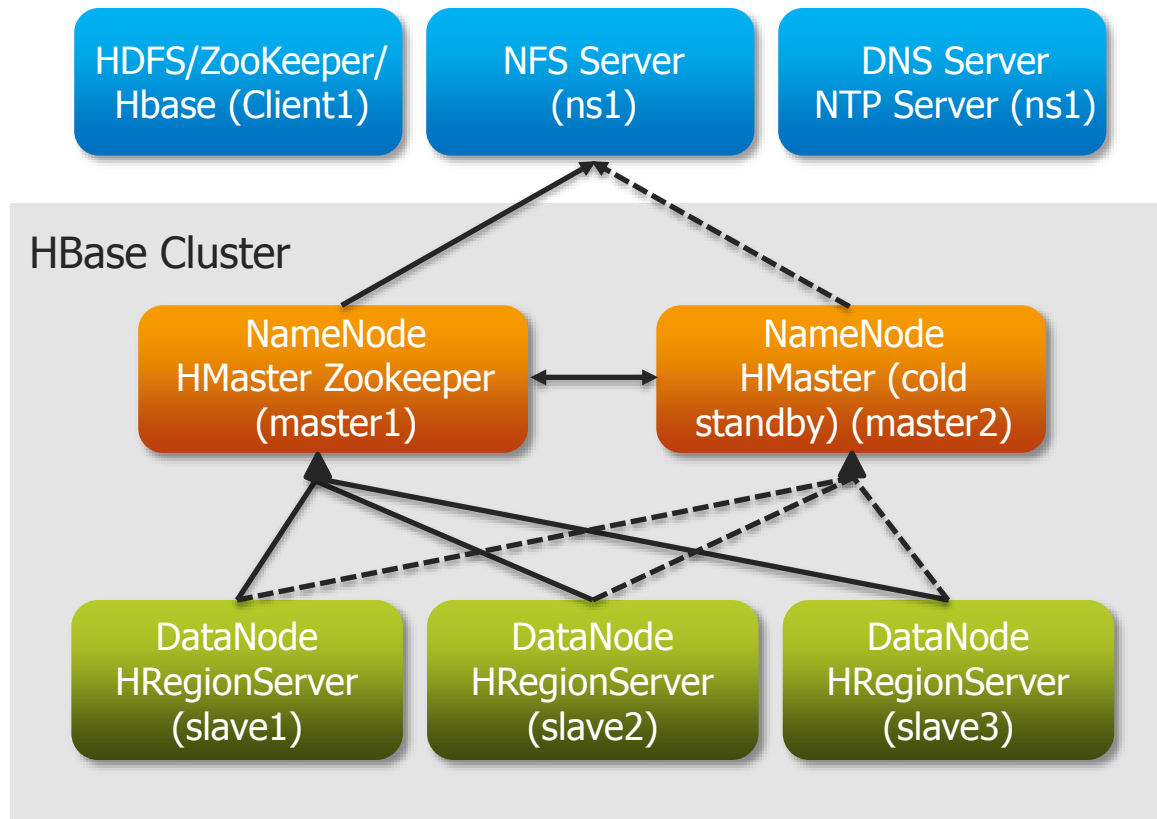 HDFS/ZooKeeper/
Hbase (Client1)
NFS Server
(ns1)
DNS Server
NTP Server (ns1)
HBase Cluster
NameNode
HMaster Zookeeper
(master1)
NameNode
HMaster (cold
standby) (master2)
DataNode
HRegionServer
(slave1)
DataNode
HRegionServer
(slave2)
DataNode
HRegionServer
(slave3)